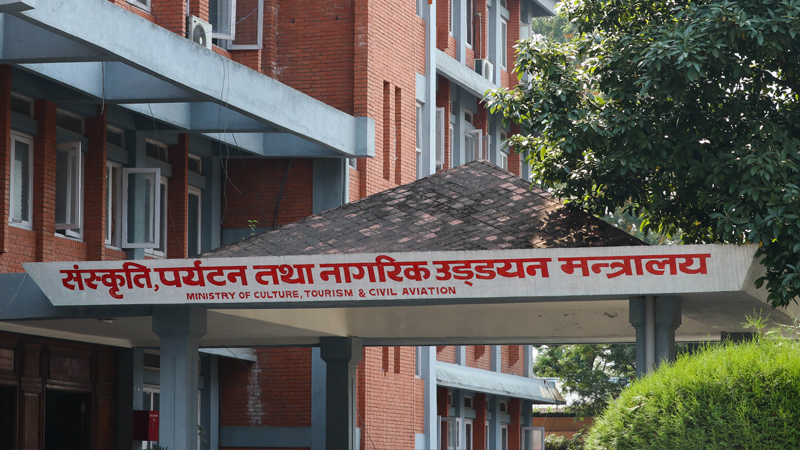 संस्कृति, पर्यटन तथा नागरिक उड्डयन मन्त्रालय
MINISTRY OF CULTURE, TOURISM & CIVIL AVIATION